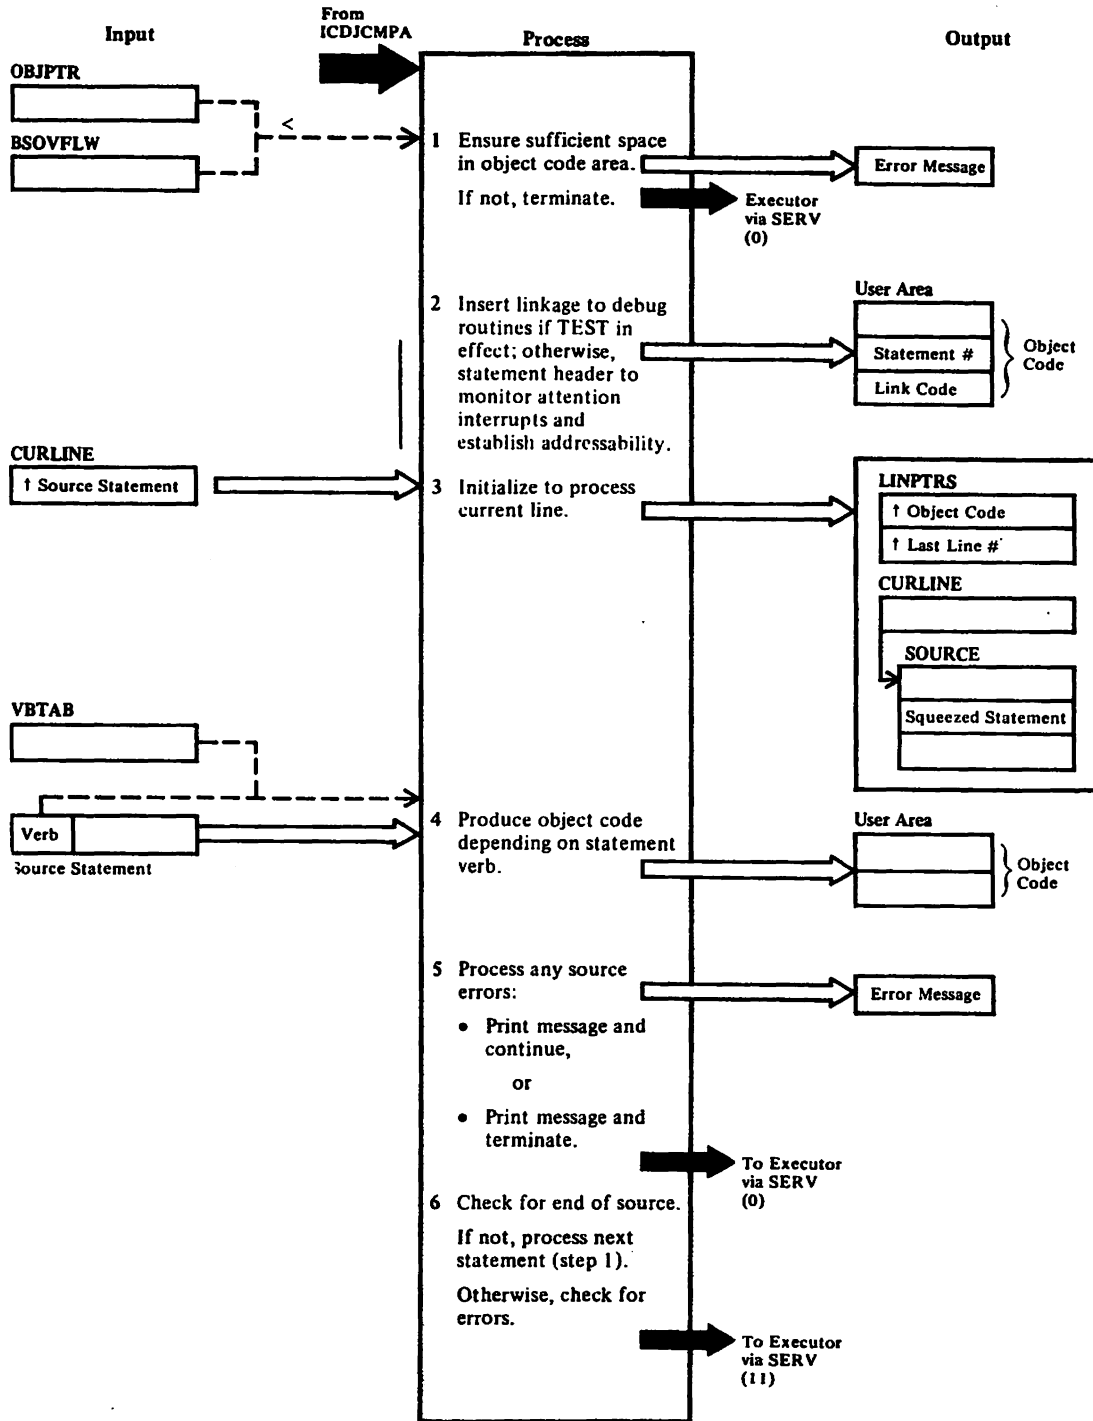 Input
From
ICDJCMPA
Process
Output
OBJPTR
BSOVFLW
<
1 Ensure sufficient space
in object code area.
If not, terminate.
Error Message
Executor
via SERV
(0)
2 Insert linkage to debug
routines if TEST in
effect; otherwise,
statement header to
monitor attention
interrupts and
establish addressability.
User Area
Statement #
Link Code
Object
Code
CURLINE
↑ Source Statement
3 Initialize to process
current line.
LINPTRS
↑ Object Code
↑ Last Line #
CURLINE
SOURCE
Squeezed Statement
VBTAB
Verb
Source Statement
4 Produce object code
depending on statement
verb.
User Area
Object
Code
5 Process any source
errors:
• Print message and
continue,
or
• Print message and
terminate.
Error Message
To Executor
via SERV
(0)
6 Check for end of source.
If not, process next
statement (step 1).
Otherwise, check for
errors.
To Executor
via SERV
(11)